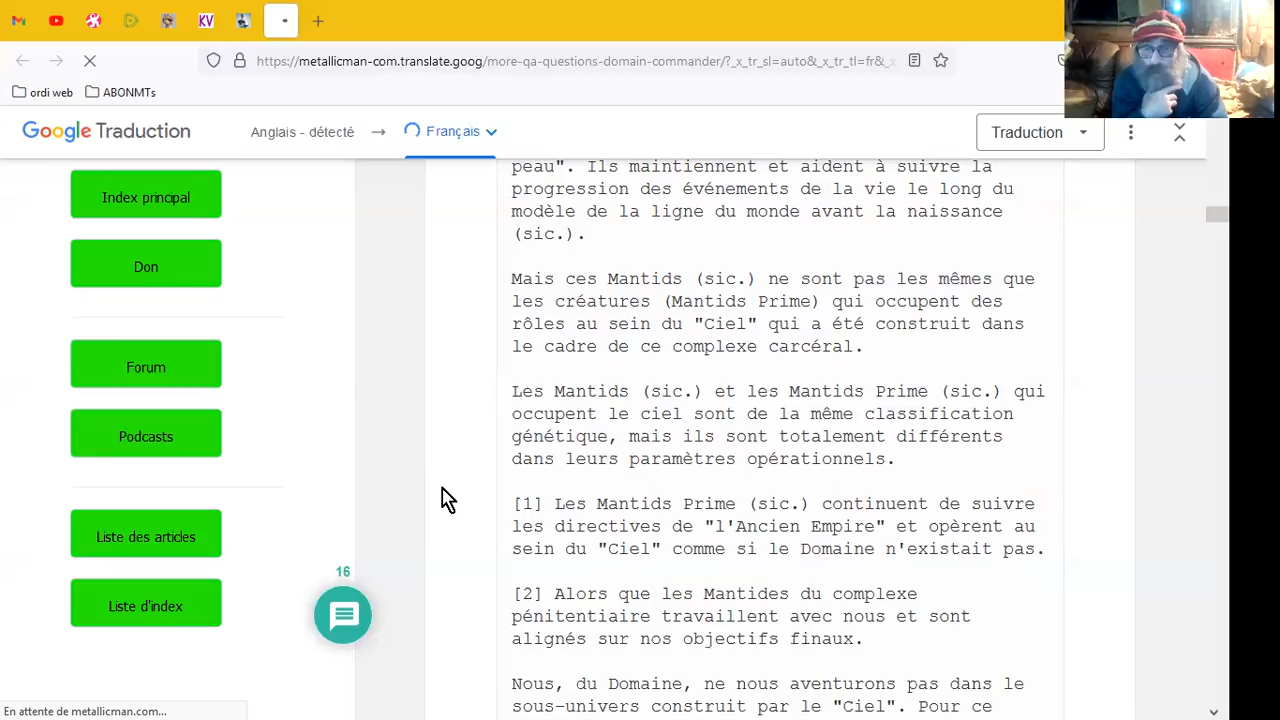 KV
https://metallicman-com.translate.goog/more-qa-questions-domain-commander/?_x_tr_sl=auto&_x_tr_tl=fr&_x
ordi web
ABONMTs
Google Traduction
Anglais - détecté
Français
Traduction
Index principal
Don
Forum
Podcasts
Liste des articles
Liste d'index
16
peau". Ils maintiennent et aident à suivre la
progression des événements de la vie le long du
modèle de la ligne du monde avant la naissance
(sic.).
Mais ces Mantids (sic.) ne sont pas les mêmes que
les créatures (Mantids Prime) qui occupent des
rôles au sein du "Ciel" qui a été construit dans
le cadre de ce complexe carcéral.
Les Mantids (sic.) et les Mantids Prime (sic.) qui
occupent le ciel sont de la même classification
génétique, mais ils sont totalement différents
dans leurs paramètres opérationnels.
[1] Les Mantids Prime (sic.) continuent de suivre
les directives de "l'Ancien Empire" et opèrent au
sein du "Ciel" comme si le Domaine n'existait pas.
[2] Alors que les Mantides du complexe
pénitentiaire travaillent avec nous et sont
alignés sur nos objectifs finaux.
Nous, du Domaine, ne nous aventurons pas dans le
sous-univers construit par le "Ciel". Pour ce
En attente de metallicman.com...